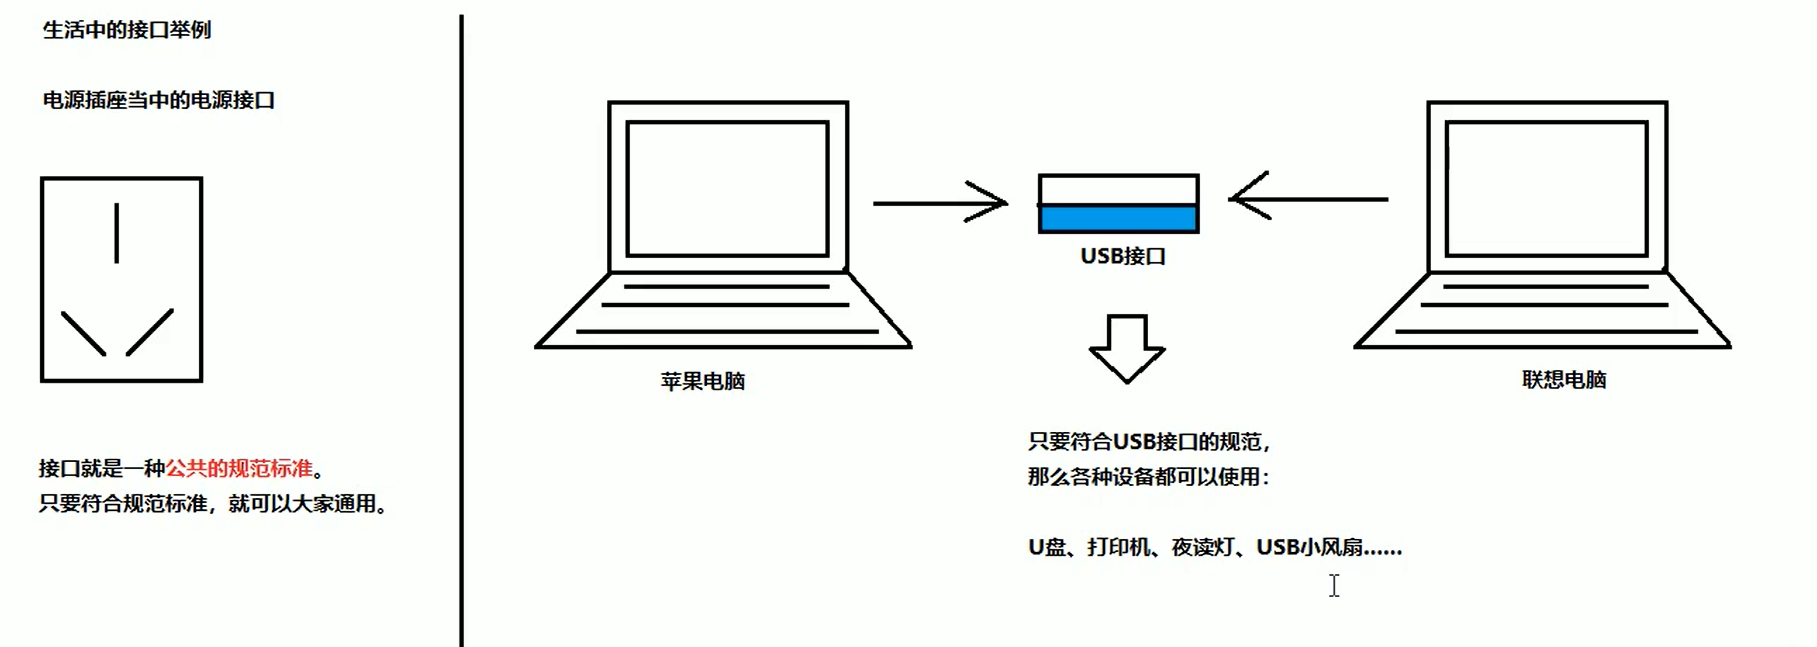 生活中的接口举例
电源插座当中的电源接口
接口就是一种公共的规范标准。
只要符合规范标准，就可以大家通用。
USB接口
苹果电脑
联想电脑
只要符合USB接口的规范，
那么各种设备都可以使用：
U盘、打印机、夜读灯、USB小风扇……